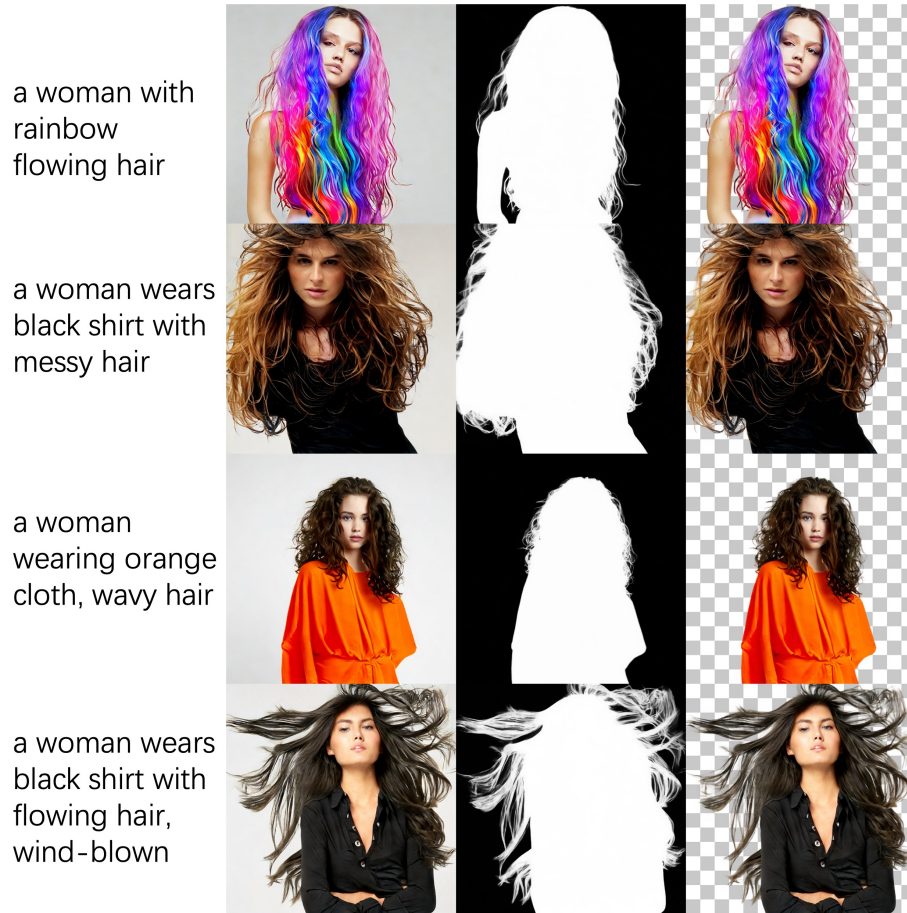 a woman with
rainbow
flowing hair
a woman wears
black shirt with
messy hair
a woman
wearing orange
cloth, wavy hair
a woman wears
black shirt with
flowing hair,
wind-blown